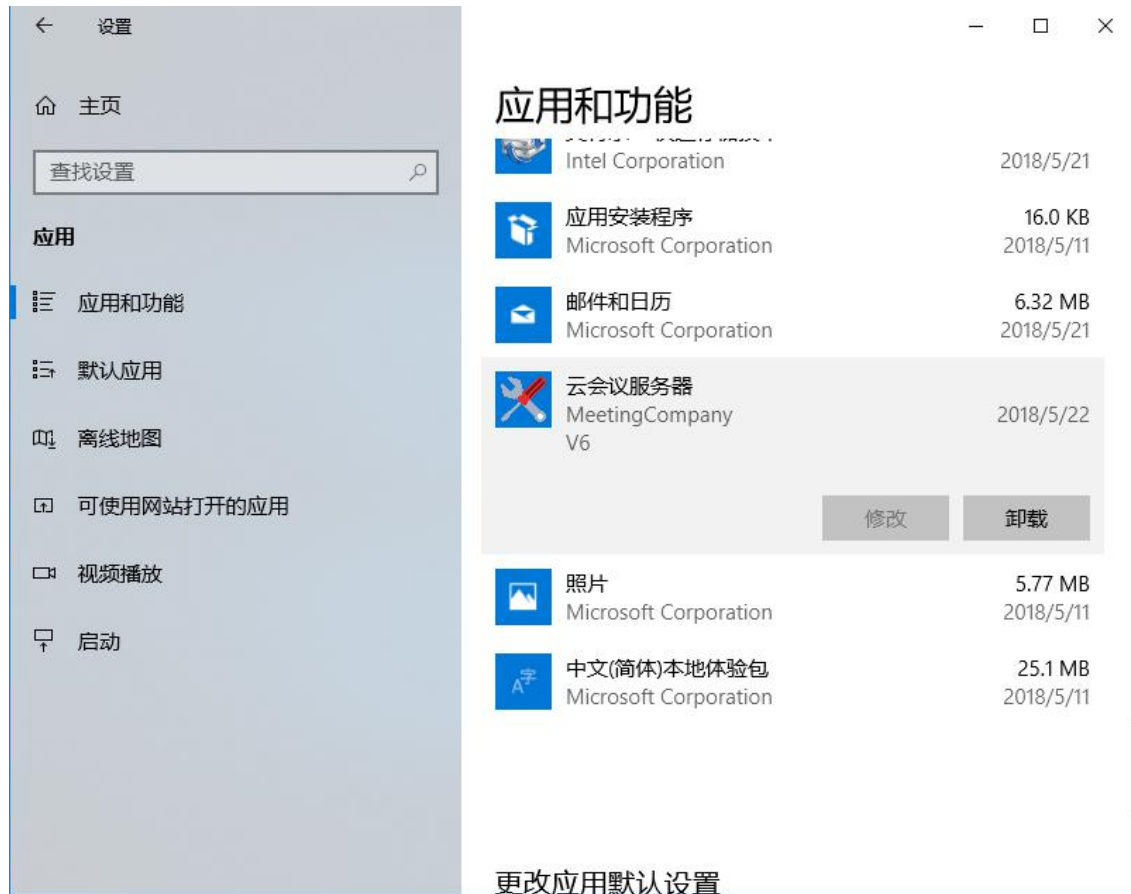 设置
主页
查找设置
应用
应用和功能
默认应用
离线地图
可使用网站打开的应用
视频播放
启动
应用和功能
Intel Corporation
2018/5/21
应用安装程序
16.0 KB
Microsoft Corporation
2018/5/11
邮件和日历
6.32 MB
Microsoft Corporation
2018/5/21
云会议服务器
MeetingCompany
2018/5/22
V6
修改
卸载
照片
5.77 MB
Microsoft Corporation
2018/5/11
中文(简体)本地体验包
25.1 MB
Microsoft Corporation
2018/5/11
更改应用默认设置